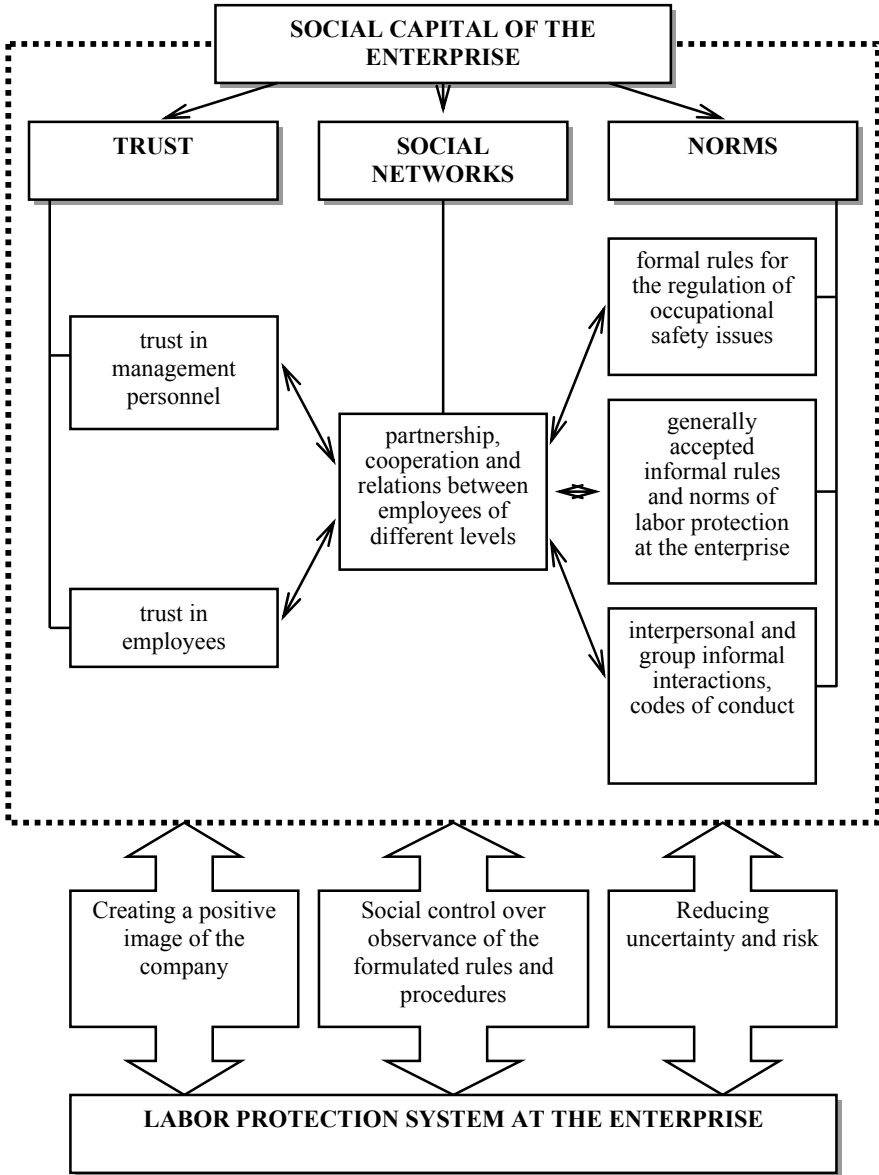 SOCIAL CAPITAL OF THE
ENTERPRISE
TRUST
SOCIAL
NETWORKS
NORMS
trust in
management
personnel
trust in
employees
partnership,
cooperation and
relations between
employees of
different levels
formal rules for
the regulation of
occupational
safety issues
generally
accepted
informal rules
and norms of
labor protection
at the enterprise
interpersonal and
group informal
interactions,
codes of conduct
Creating a positive
image of the
company
Social control over
observance of the
formulated rules and
procedures
Reducing
uncertainty and risk
LABOR PROTECTION SYSTEM AT THE ENTERPRISE